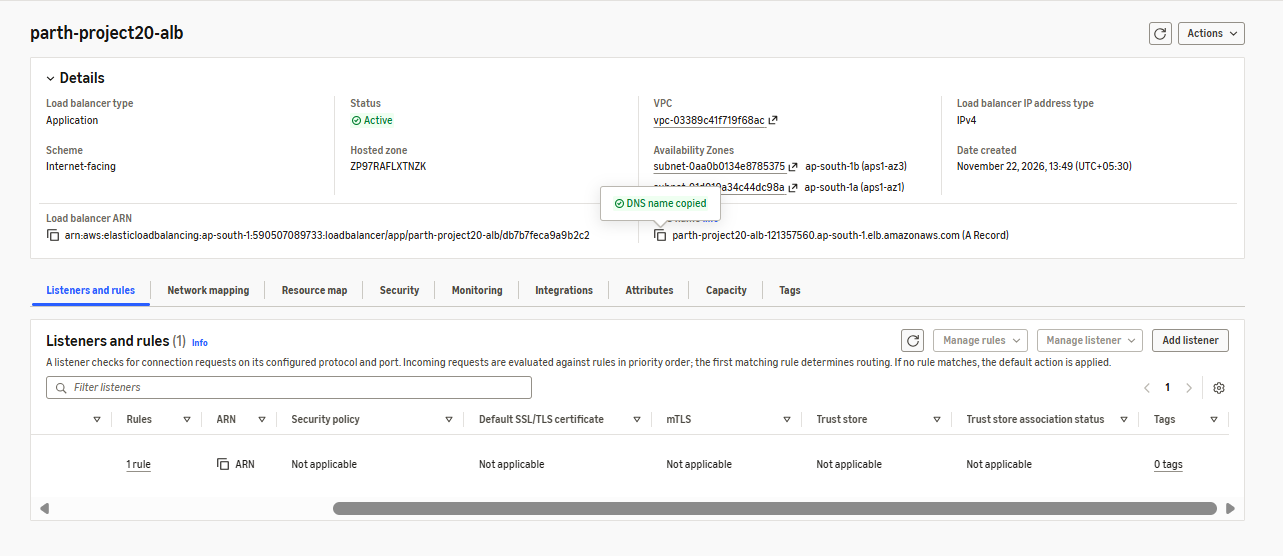 parth-project20-alb
Actions
Details
Load balancer type
Application
Status
Active
VPC
vpc-03389c41f719f68ac
Load balancer IP address type
IPv4
Scheme
Internet-facing
Hosted zone
ZP97RAFLXTNZK
Availability Zones
subnet-0aa0b0134e8785375 ap-south-1b (aps1-az3)
ap-south-1a (aps1-az1)
Date created
November 22, 2026, 13:49 (UTC+05:30)
DNS name copied
Load balancer ARN
arn:aws:elasticloadbalancing:ap-south-1:590507089733:loadbalancer/app/parth-project20-alb/db7b7feca9a9b2c2
parth-project20-alb-121357560.ap-south-1.elb.amazonaws.com (A Record)
Listeners and rules Network mapping Resource map Security Monitoring Integrations Attributes Capacity Tags
Listeners and rules (1) Info
Manage rules Manage listener Add listener
A listener checks for connection requests on its configured protocol and port. Incoming requests are evaluated against rules in priority order; the first matching rule determines routing. If no rule matches, the default action is applied.
Filter listeners
1
Rules ARN Security policy Default SSL/TLS certificate mTLS Trust store Trust store association status Tags
1 rule ARN Not applicable Not applicable Not applicable Not applicable Not applicable 0 tags